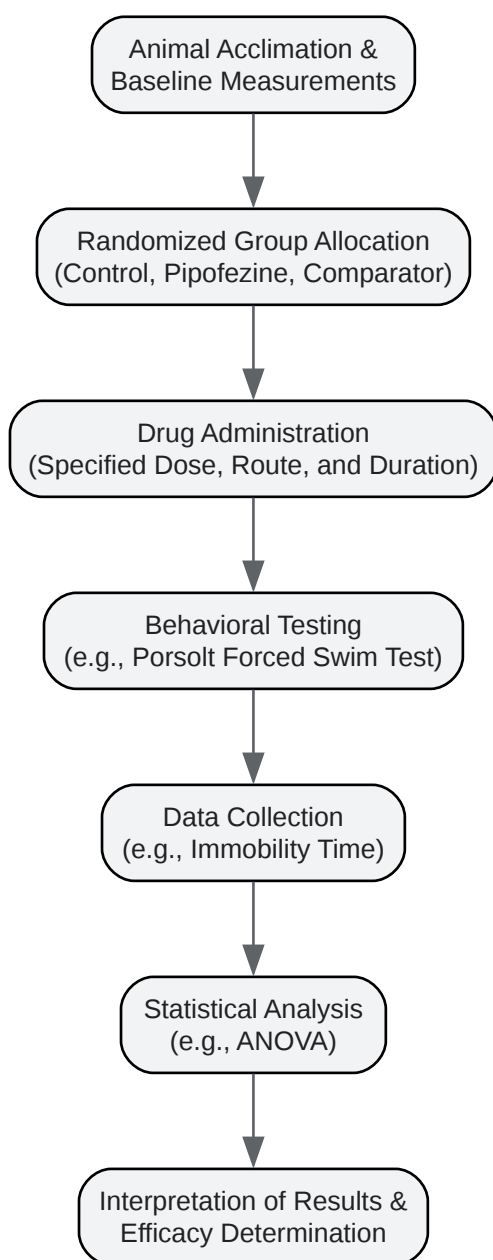 Animal Acclimation &
Baseline Measurements
Randomized Group Allocation
(Control, Pipofezine, Comparator)
Drug Administration
(Specified Dose, Route, and Duration)
Behavioral Testing
(e.g., Porsolt Forced Swim Test)
Data Collection
(e.g., Immobility Time)
Statistical Analysis
(e.g., ANOVA)
Interpretation of Results &
Efficacy Determination